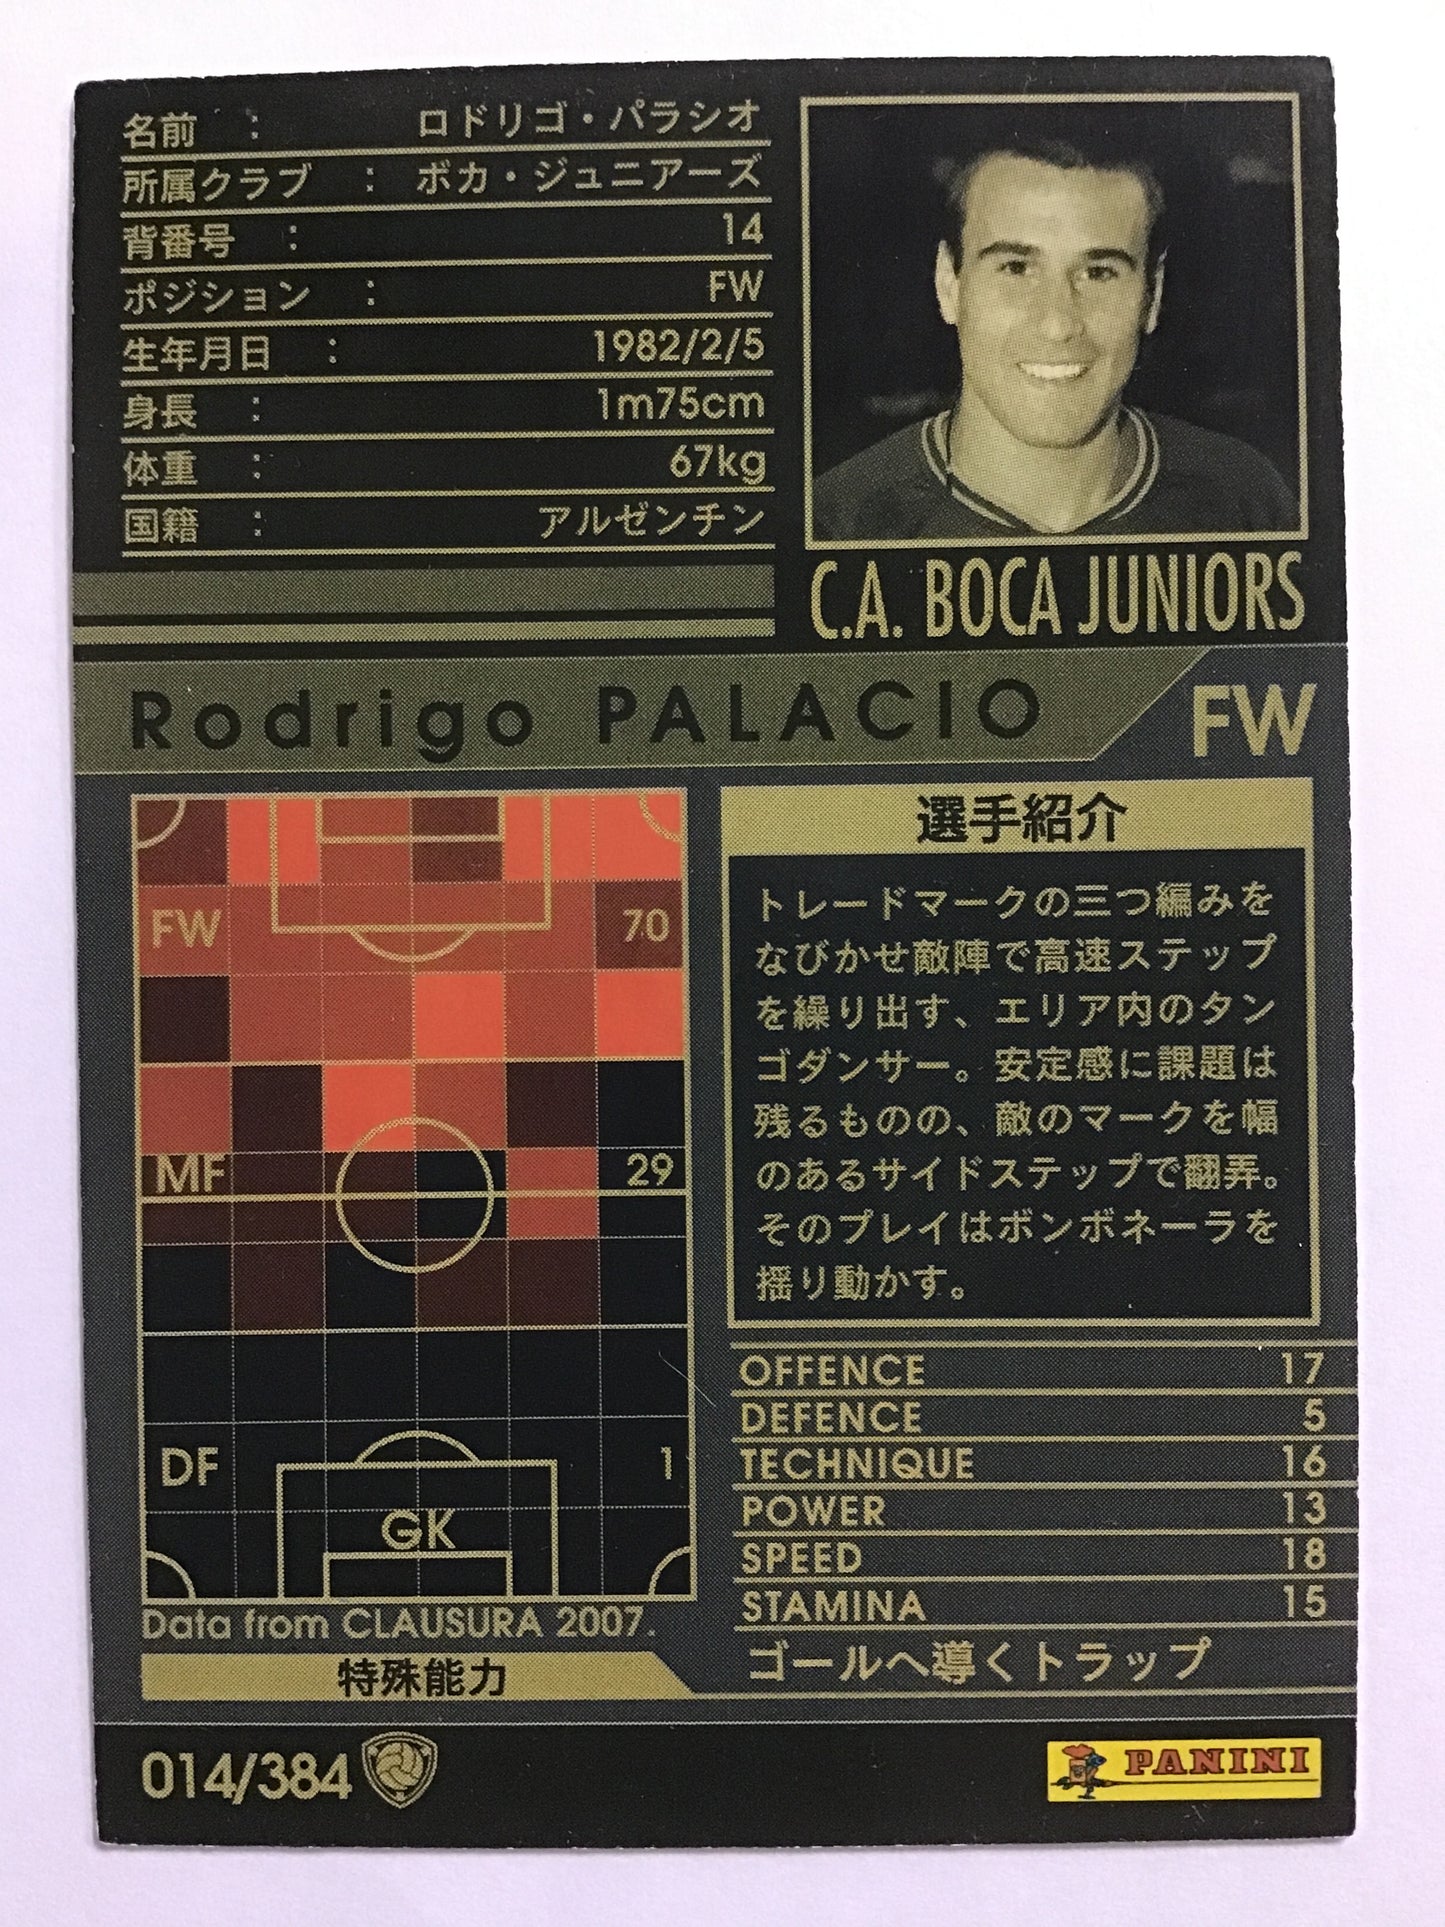 名前 : ロドリゴ・パラシオ
所属クラブ : ボカ・ジュニアーズ
背番号 : 14
ポジション : FW
生年月日 : 1982/2/5
身長 : 1m75cm
体重 : 67kg
国籍 : アルゼンチン
C.A. BOCA JUNIORS
Rodrigo PALACIO FW
FW 70
MF 29
DF 1
GK
Data from CLAUSURA 2007.
選手紹介
トレードマークの三つ編みを
なびかせ敵陣で高速ステップ
を繰り出す、エリア内のタン
ゴダンサー。安定感に課題は
残るものの、敵のマークを幅
のあるサイドステップで翻弄。
そのプレイはボンボネーラを
揺り動かす。
OFFENCE 17
DEFENCE 5
TECHNIQUE 16
POWER 13
SPEED 18
STAMINA 15
特殊能力 ゴールへ導くトラップ
014/384
PANINI